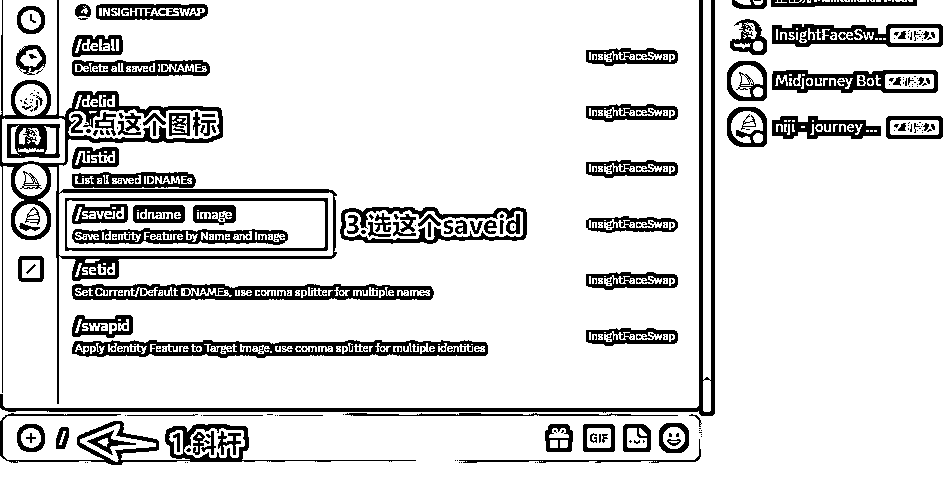 INSIGHTFACESWAP
/delall
Delete all saved IDNAMEs
InsightFaceSwap
/delid
InsightFaceSwap
2.点这个图标
/listid
List all saved IDNAMEs
InsightFaceSwap
/saveid idname image
Save Identity Feature by Name and Image
InsightFaceSwap
3.选这个saveid
/setid
Set Current/Default IDNAMEs, use comma splitter for multiple names
InsightFaceSwap
/swapid
Apply Identity Feature to Target Image, use comma splitter for multiple identities
InsightFaceSwap
/
1.斜杆
GIF
InsightFaceSw... ✓机器人
Midjourney Bot ✓机器人
niji - journey ... ✓机器人